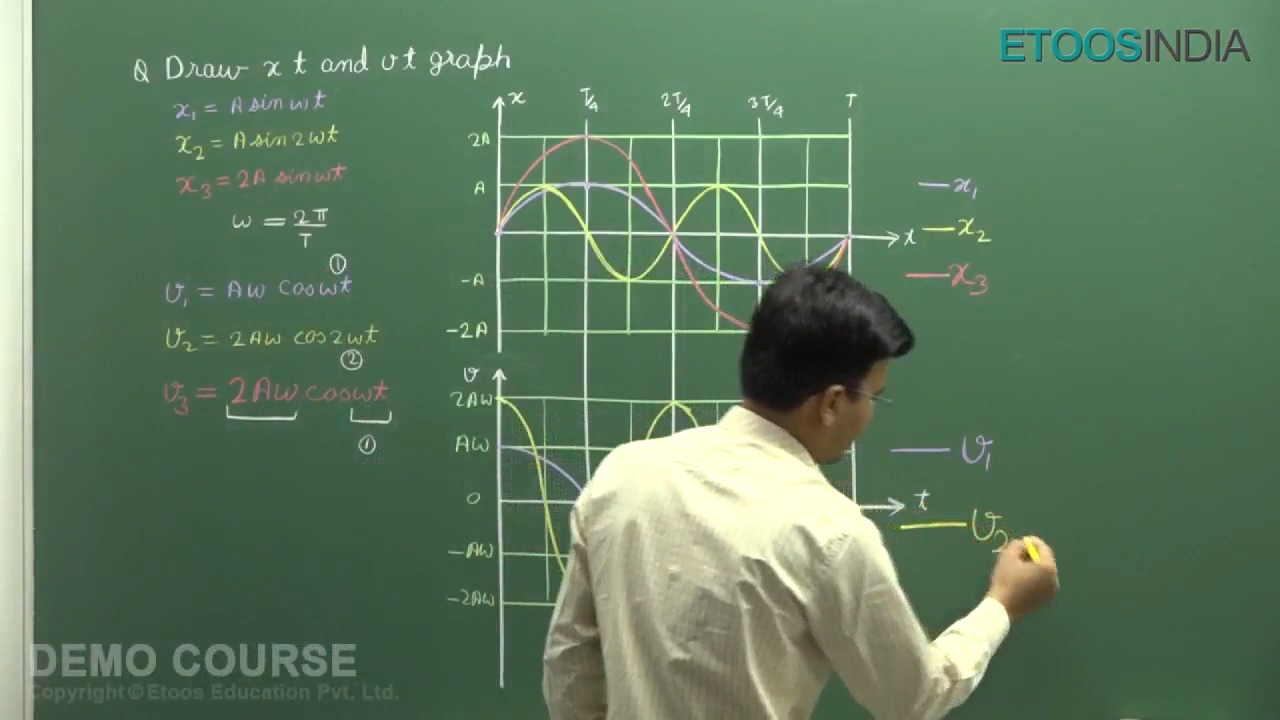 ETOOSINDIA
Q Draw x t and v t graph
x₁ = A sin ωt
x₂ = A sin 2ωt
x₃ = 2A sin ωt
ω = 2π/T
①
v₁ = Aω cos ωt
v₂ = 2Aω cos 2ωt
②
v₃ = 2Aω cos ωt
①
x T/4 2T/4 3T/4 T
2A
A
-A
-2A
x
x₁
x₂
x₃
v
2Aω
Aω
0
-Aω
-2Aω
t
v₁
v₂
DEMO COURSE
Copyright © Etoos Education Pvt. Ltd.